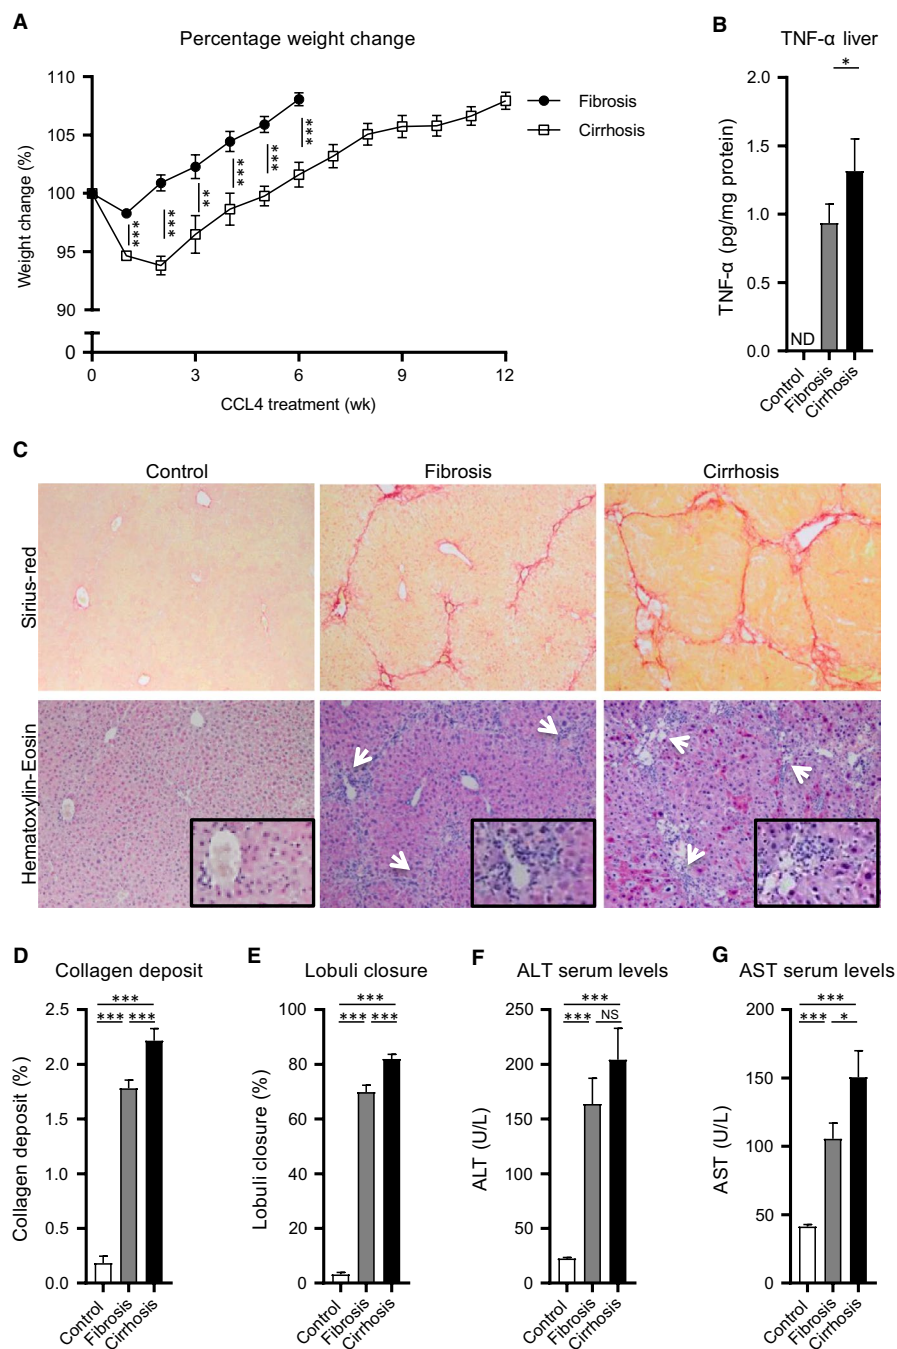 A
Percentage weight change
110
105
100
95
90
0
Weight change (%)
***
***
**
***
***
***
Fibrosis
Cirrhosis
0 3 6 9 12
CCL4 treatment (wk)
B
TNF-α liver
*
2.0
1.5
1.0
0.5
0.0
TNF-α (pg/mg protein)
ND
Control
Fibrosis
Cirrhosis
C
Control Fibrosis Cirrhosis
Sirius-red
Hematoxylin-Eosin
D
Collagen deposit
***
*** ***
2.5
2.0
1.5
1.0
0.5
0.0
Collagen deposit (%)
Control
Fibrosis
Cirrhosis
E
Lobuli closure
***
*** ***
100
80
60
40
20
0
Lobuli closure (%)
Control
Fibrosis
Cirrhosis
F
ALT serum levels
***
*** NS
250
200
150
100
50
0
ALT (U/L)
Control
Fibrosis
Cirrhosis
G
AST serum levels
***
*** *
200
150
100
50
0
AST (U/L)
Control
Fibrosis
Cirrhosis